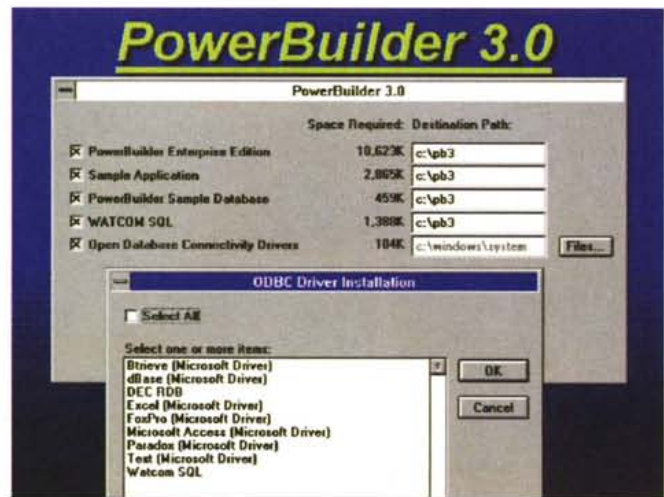 PowerBuilder 3.0
PowerBuilder 3.0
Space Required: Destination Path:
PowerBuilder Enterprise Edition 10,623K c:\pb3
Sample Application 2,865K c:\pb3
PowerBuilder Sample Database 459K c:\pb3
WATCOM SQL 1,388K c:\pb3
Open Database Connectivity Drivers 184K c:\windows\system Files...
ODBC Driver Installation
Select All
Select one or more items:
Btrieve (Microsoft Driver)
dBase (Microsoft Driver)
DEC RDB
Excel (Microsoft Driver)
FoxPro (Microsoft Driver)
Microsoft Access (Microsoft Driver)
Paradox (Microsoft Driver)
Text (Microsoft Driver)
Watcom SQL
OK
Cancel